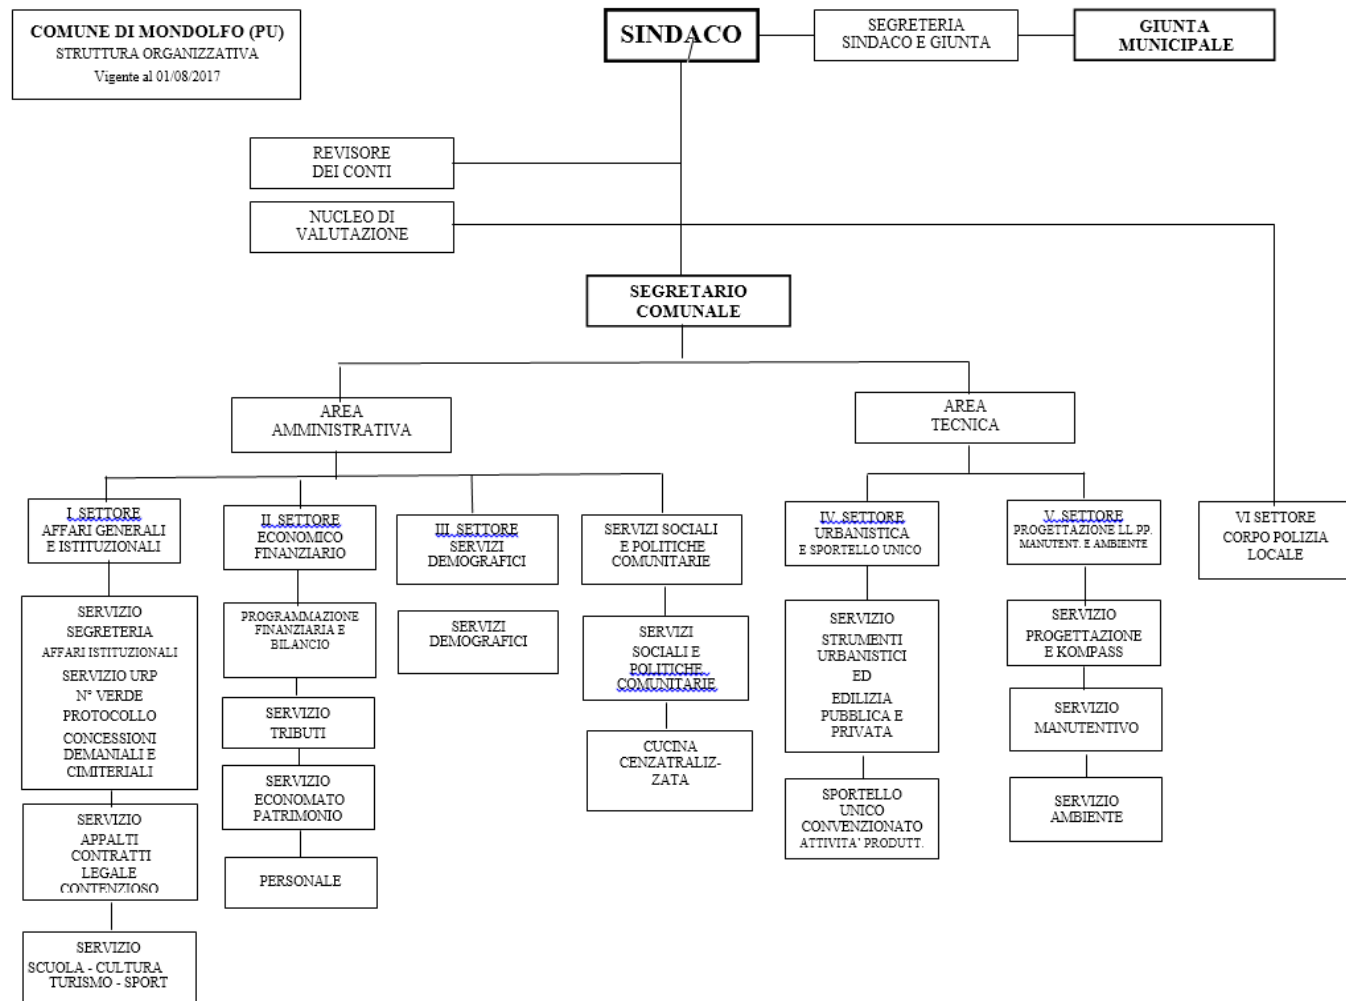 COMUNE DI MONDOLFO (PU)
STRUTTURA ORGANIZZATIVA
Vigente al 01/08/2017
SINDACO
SEGRETERIA
SINDACO E GIUNTA
GIUNTA
MUNICIPALE
REVISORE
DEI CONTI
NUCLEO DI
VALUTAZIONE
SEGRETARIO
COMUNALE
AREA
AMMINISTRATIVA
AREA
TECNICA
I SETTORE
AFFARI GENERALI
E ISTITUZIONALI
II SETTORE
ECONOMICO
FINANZIARIO
III SETTORE
SERVIZI
DEMOGRAFICI
SERVIZI SOCIALI
E POLITICHE
COMUNITARIE
IV SETTORE
URBANISTICA
E SPORTELLO UNICO
V SETTORE
PROGETTAZIONE LL.PP.
MANUTENT. E AMBIENTE
VI SETTORE
CORPO POLIZIA
LOCALE
SERVIZIO
SEGRETERIA
AFFARI ISTITUZIONALI
SERVIZIO URP
N° VERDE
PROTOCOLLO
CONCESSIONI
DEMANIALI E
CIMITERIALI
SERVIZIO
APPALTI
CONTRATTI
LEGALE
CONTENZIOSO
SERVIZIO
SCUOLA - CULTURA
TURISMO - SPORT
PROGRAMMAZIONE
FINANZIARIA E
BILANCIO
SERVIZIO
TRIBUTI
SERVIZIO
ECONOMATO
PATRIMONIO
PERSONALE
SERVIZI
DEMOGRAFICI
SERVIZI
SOCIALI E
POLITICHE
COMUNITARIE
CUCINA
CENZATRALIZ-
ZATA
SERVIZIO
STRUMENTI
URBANISTICI
ED
EDILIZIA
PUBBLICA E
PRIVATA
SPORTELLO
UNICO
CONVENZIONATO
ATTIVITA' PRODUTT.
SERVIZIO
PROGETTAZIONE
E KOMPASS
SERVIZIO
MANUTENTIVO
SERVIZIO
AMBIENTE